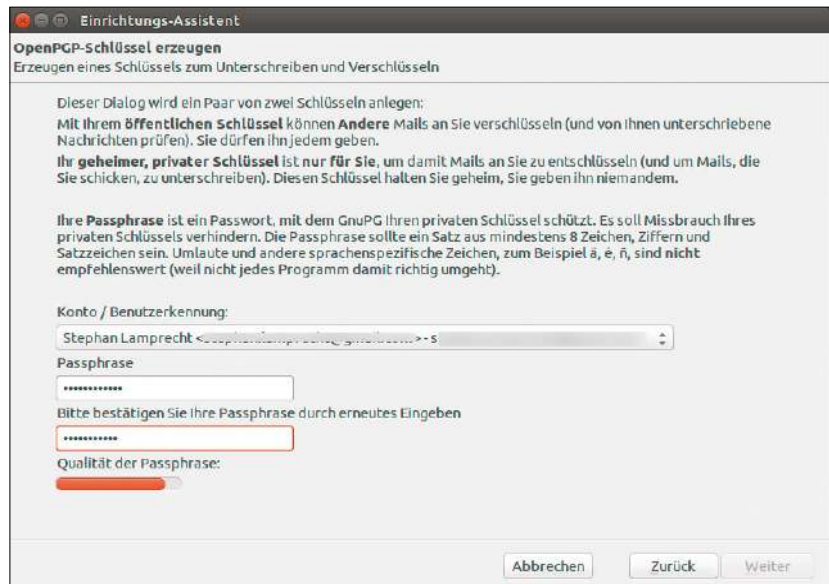 Einrichtungs-Assistent
OpenPGP-Schlüssel erzeugen
Erzeugen eines Schlüssels zum Unterschreiben und Verschlüsseln
Dieser Dialog wird ein Paar von zwei Schlüsseln anlegen:
Mit Ihrem öffentlichen Schlüssel können Andere Mails an Sie verschlüsseln (und von Ihnen unterschriebene
Nachrichten prüfen). Sie dürfen ihn jedem geben.
Ihr geheimer, privater Schlüssel ist nur für Sie, um damit Mails an Sie zu entschlüsseln (und um Mails, die
Sie schicken, zu unterschreiben). Diesen Schlüssel halten Sie geheim, Sie geben ihn niemandem.
Ihre Passphrase ist ein Passwort, mit dem GnuPG Ihren privaten Schlüssel schützt. Es soll Missbrauch Ihres
privaten Schlüssels verhindern. Die Passphrase sollte ein Satz aus mindestens 8 Zeichen, Ziffern und
Satzzeichen sein. Umlaute und andere sprachenspezifische Zeichen, zum Beispiel ä, é, ñ, sind nicht
empfehlenswert (weil nicht jedes Programm damit richtig umgeht).
Konto / Benutzerkennung:
Stephan Lamprecht
Passphrase
Bitte bestätigen Sie Ihre Passphrase durch erneutes Eingeben
Qualität der Passphrase:
Abbrechen Zurück Weiter